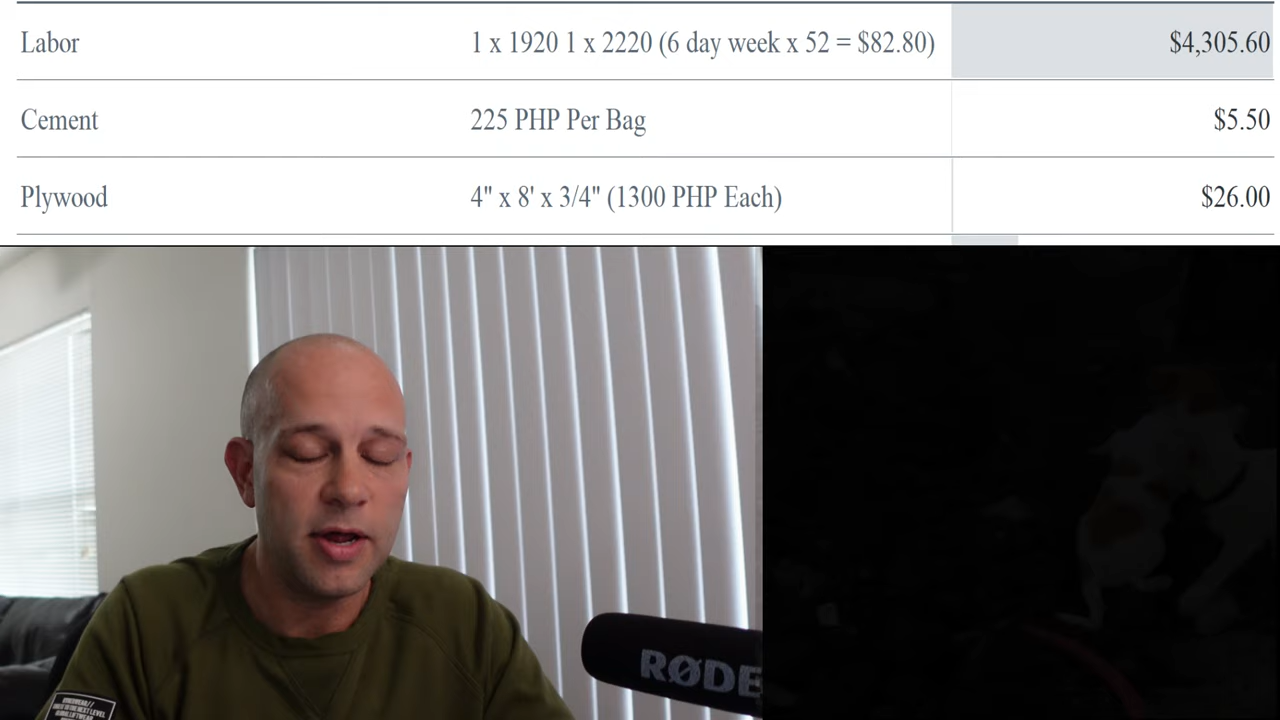 Labor 1 x 1920 1 x 2220 (6 day week x 52 = $82.80) $4,305.60
Cement 225 PHP Per Bag $5.50
Plywood 4" x 8' x 3/4" (1300 PHP Each) $26.00
RØDE